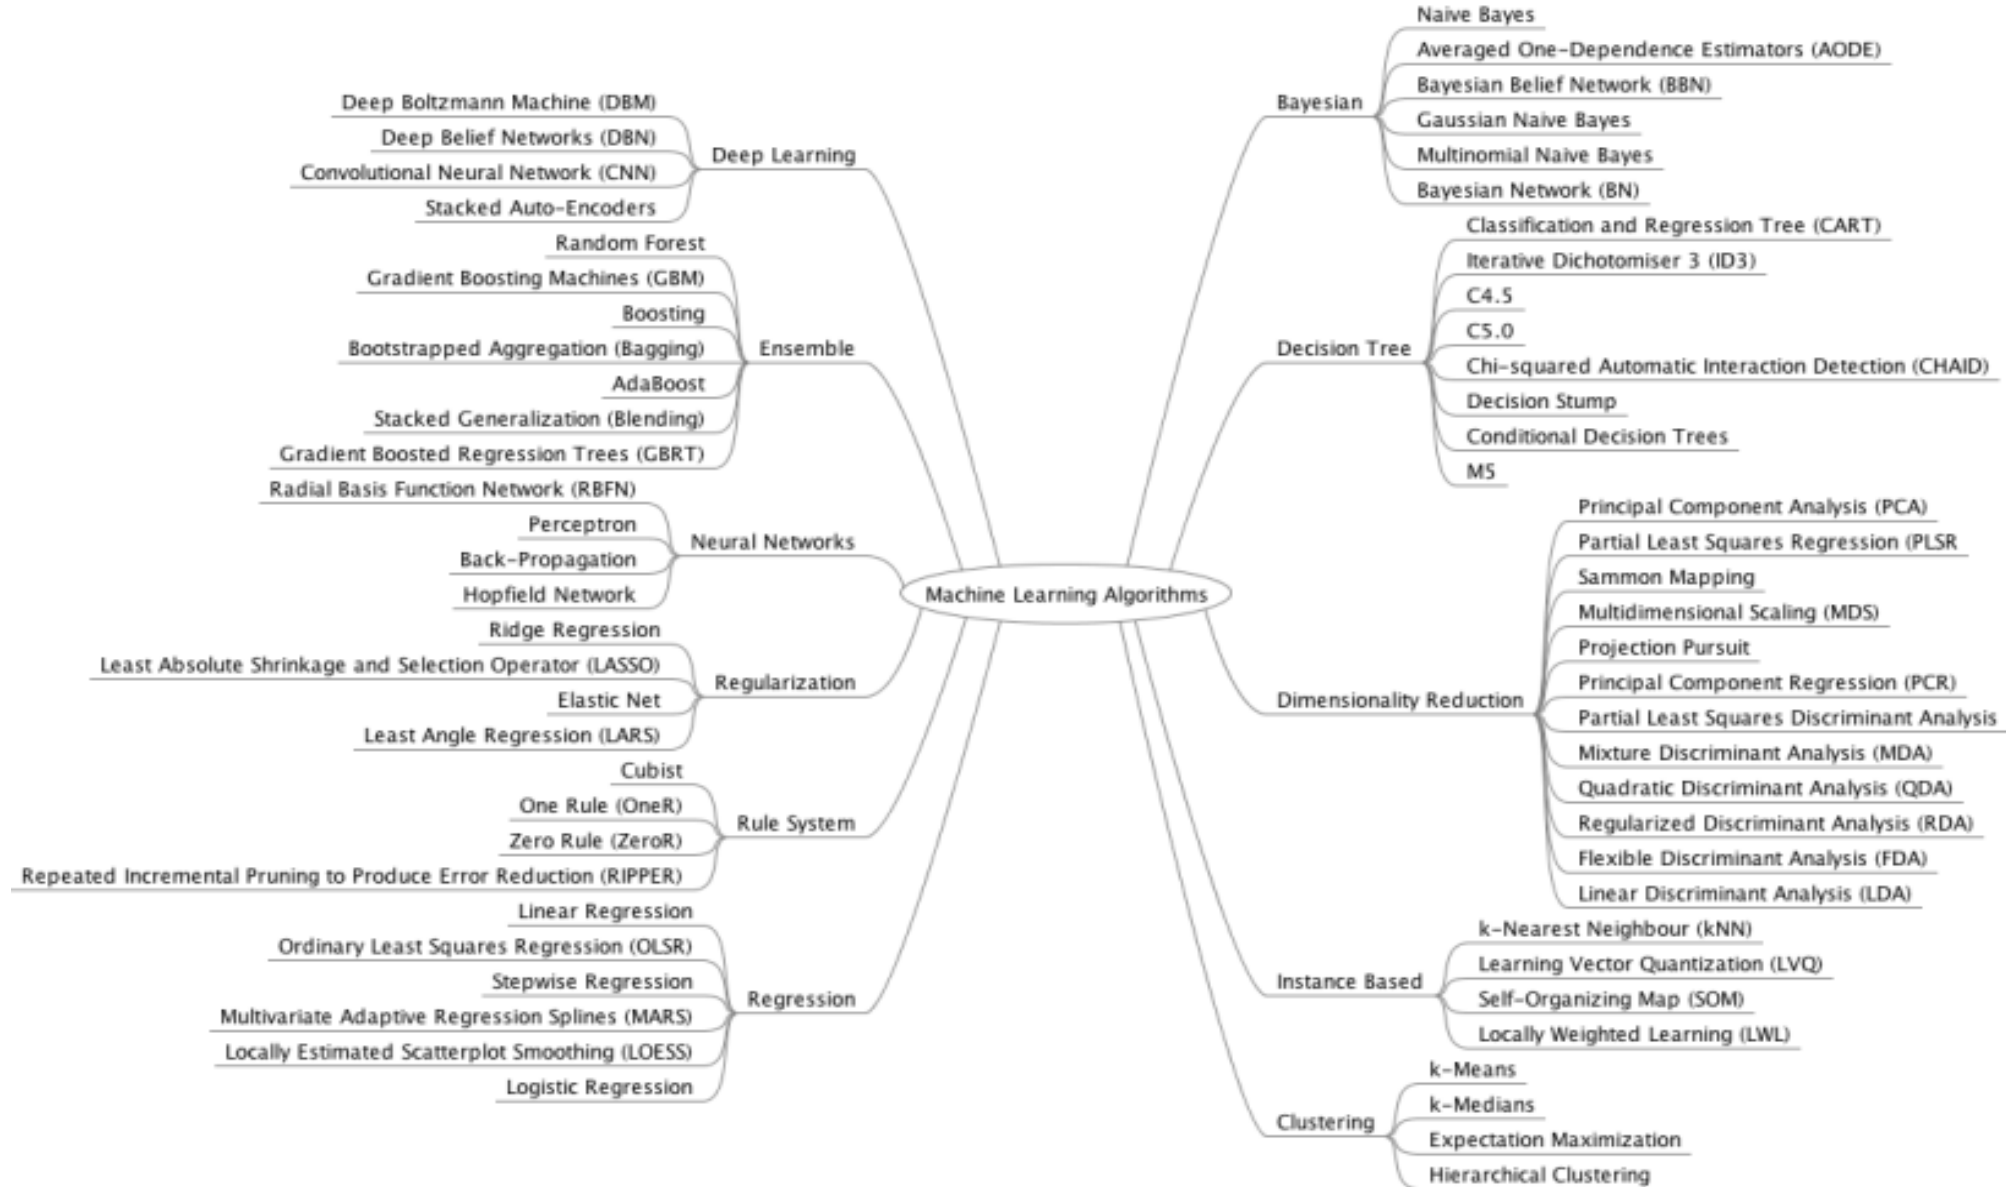 Machine Learning Algorithms
Deep Learning
Deep Boltzmann Machine (DBM)
Deep Belief Networks (DBN)
Convolutional Neural Network (CNN)
Stacked Auto-Encoders
Ensemble
Random Forest
Gradient Boosting Machines (GBM)
Boosting
Bootstrapped Aggregation (Bagging)
AdaBoost
Stacked Generalization (Blending)
Gradient Boosted Regression Trees (GBRT)
Neural Networks
Radial Basis Function Network (RBFN)
Perceptron
Back-Propagation
Hopfield Network
Regularization
Ridge Regression
Least Absolute Shrinkage and Selection Operator (LASSO)
Elastic Net
Least Angle Regression (LARS)
Rule System
Cubist
One Rule (OneR)
Zero Rule (ZeroR)
Repeated Incremental Pruning to Produce Error Reduction (RIPPER)
Regression
Linear Regression
Ordinary Least Squares Regression (OLSR)
Stepwise Regression
Multivariate Adaptive Regression Splines (MARS)
Locally Estimated Scatterplot Smoothing (LOESS)
Logistic Regression
Bayesian
Naive Bayes
Averaged One-Dependence Estimators (AODE)
Bayesian Belief Network (BBN)
Gaussian Naive Bayes
Multinomial Naive Bayes
Bayesian Network (BN)
Decision Tree
Classification and Regression Tree (CART)
Iterative Dichotomiser 3 (ID3)
C4.5
C5.0
Chi-squared Automatic Interaction Detection (CHAID)
Decision Stump
Conditional Decision Trees
M5
Dimensionality Reduction
Principal Component Analysis (PCA)
Partial Least Squares Regression (PLSR
Sammon Mapping
Multidimensional Scaling (MDS)
Projection Pursuit
Principal Component Regression (PCR)
Partial Least Squares Discriminant Analysis
Mixture Discriminant Analysis (MDA)
Quadratic Discriminant Analysis (QDA)
Regularized Discriminant Analysis (RDA)
Flexible Discriminant Analysis (FDA)
Linear Discriminant Analysis (LDA)
Instance Based
k-Nearest Neighbour (kNN)
Learning Vector Quantization (LVQ)
Self-Organizing Map (SOM)
Locally Weighted Learning (LWL)
Clustering
k-Means
k-Medians
Expectation Maximization
Hierarchical Clustering